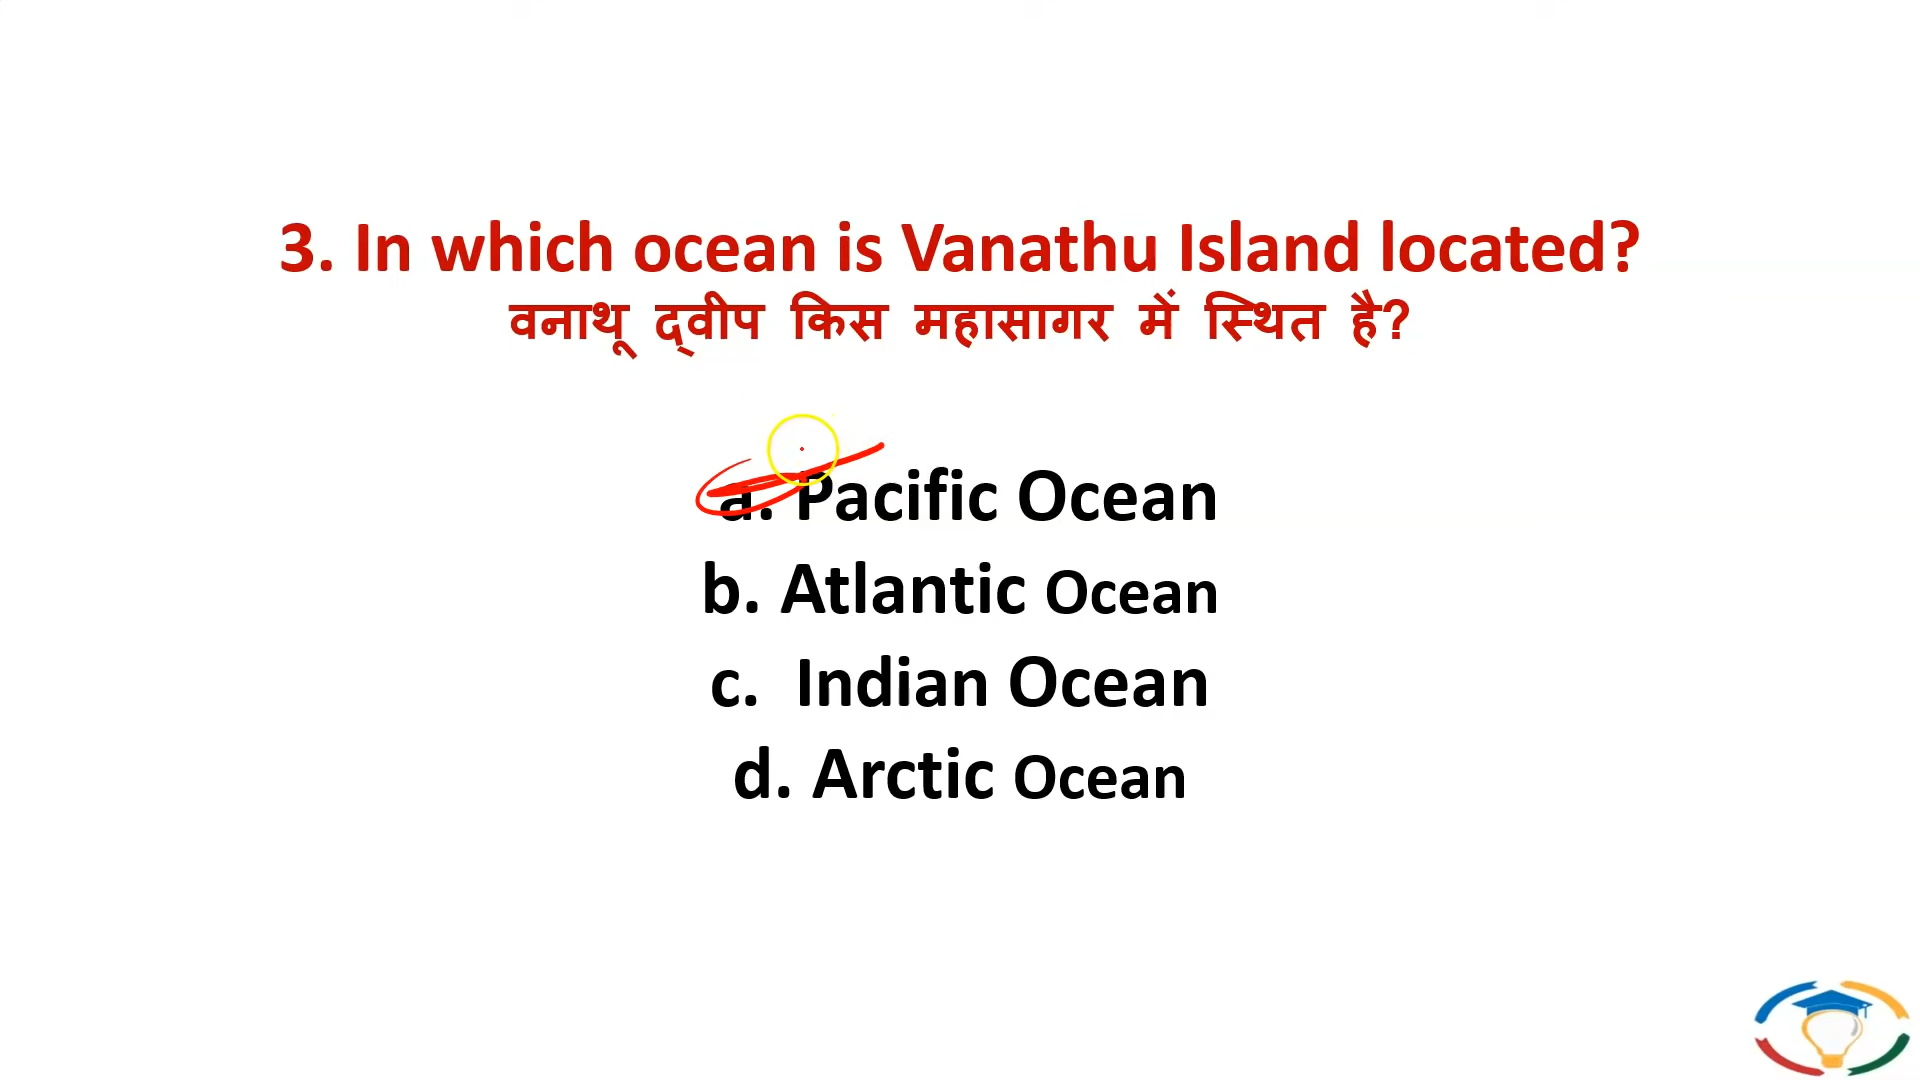 3. In which ocean is Vanathu Island located?
वनाथू द्वीप किस महासागर में स्थित है?
a. Pacific Ocean
b. Atlantic Ocean
c. Indian Ocean
d. Arctic Ocean